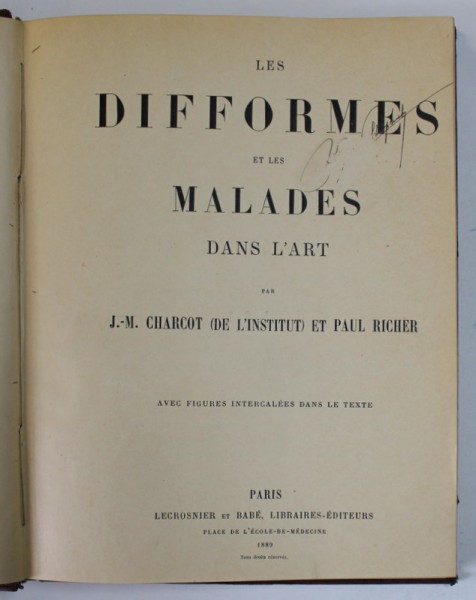 LES
DIFFORMES
ET LES
MALADES
DANS L'ART
PAR
J.-M. CHARCOT (DE L'INSTITUT) ET PAUL RICHER
AVEC FIGURES INTERCALÉES DANS LE TEXTE
PARIS
LECROSNIER ET BABÉ, LIBRAIRES-ÉDITEURS
PLACE DE L'ÉCOLE-DE-MÉDECINE
1889
Tous droits réservés.